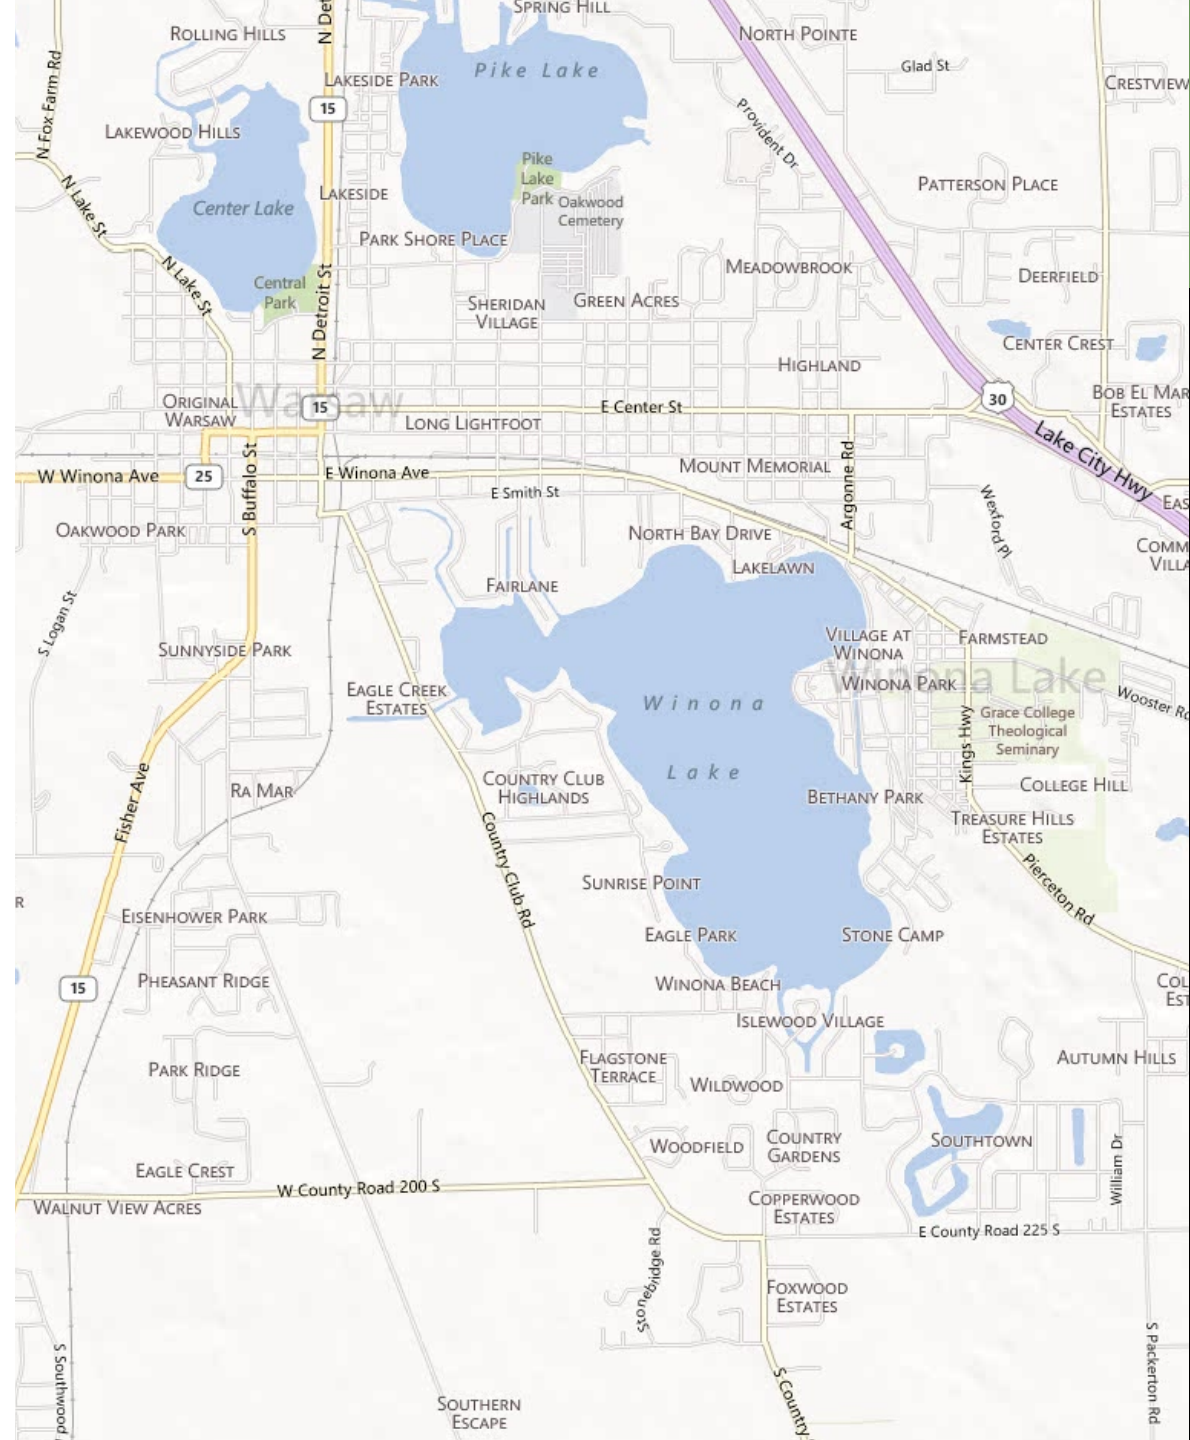 SPRING HILL
ROLLING HILLS
N Det
NORTH POINTE
Pike Lake
Glad St
LAKESIDE PARK
CRESTVIEW
N Fox Farm Rd
15
LAKEWOOD HILLS
Provident Dr
Pike
Lake
Park
LAKESIDE
PATTERSON PLACE
N Lake St
Center Lake
Oakwood
Cemetery
PARK SHORE PLACE
MEADOWBROOK
DEERFIELD
N Lake St
Central
Park
N Detroit St
SHERIDAN
VILLAGE
GREEN ACRES
CENTER CREST
HIGHLAND
ORIGINAL
WARSAW
Warsaw
15
E Center St
30
BOB EL MAR
ESTATES
LONG LIGHTFOOT
Lake City Hwy
W Winona Ave
25
S Buffalo St
E Winona Ave
MOUNT MEMORIAL
Argonne Rd
E Smith St
Wexford Pl
EAS
OAKWOOD PARK
NORTH BAY DRIVE
COMM
VILLA
LAKELAWN
FAIRLANE
S Logan St
SUNNYSIDE PARK
VILLAGE AT
WINONA
FARMSTEAD
Winona Lake
EAGLE CREEK
ESTATES
WINONA PARK
Wooster Rd
Winona
Lake
Grace College
Theological
Seminary
Kings Hwy
RA MAR
COUNTRY CLUB
HIGHLANDS
BETHANY PARK
COLLEGE HILL
Fisher Ave
TREASURE HILLS
ESTATES
Country Club Rd
SUNRISE POINT
Pierceton Rd
R
EISENHOWER PARK
EAGLE PARK
STONE CAMP
15
PHEASANT RIDGE
WINONA BEACH
COL
EST
ISLEWOOD VILLAGE
PARK RIDGE
FLAGSTONE
TERRACE
WILDWOOD
AUTUMN HILLS
WOODFIELD
COUNTRY
GARDENS
SOUTHTOWN
EAGLE CREST
William Dr
W County Road 200 S
WALNUT VIEW ACRES
COPPERWOOD
ESTATES
E County Road 225 S
Stonebridge Rd
FOXWOOD
ESTATES
S Southwood
S Packerton Rd
SOUTHERN
ESCAPE
S Country